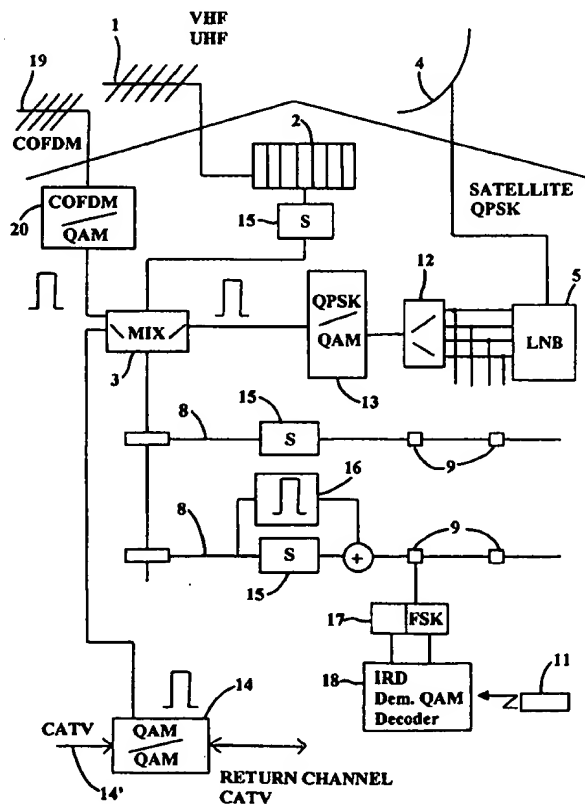 1
VHF
UHF
19
4
2
COFDM
SATELLITE
QPSK
COFDM
QAM
20
15
S
12
5
QPSK
QAM
LNB
MIX
3
13
8
15
S
9
16
8
S
+
9
15
17
FSK
18
IRD
Dem. QAM
Decoder
11
14
CATV
QAM
QAM
14'
RETURN CHANNEL
CATV